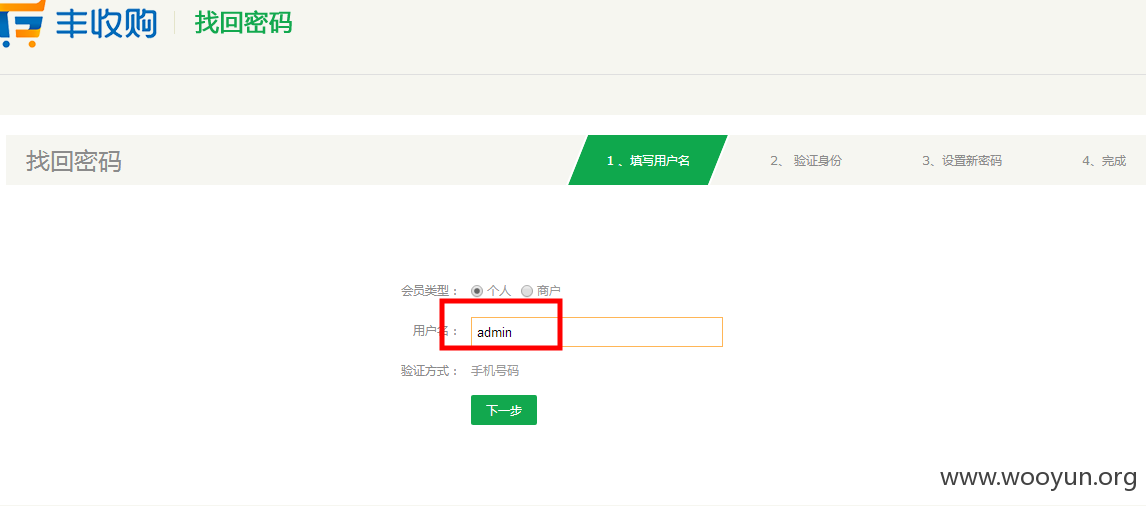 丰收购 找回密码
找回密码 1 、填写用户名 2、 验证身份 3、设置新密码 4、完成
会员类型： 个人 商户
用户名： admin
验证方式： 手机号码
下一步
www.wooyun.org